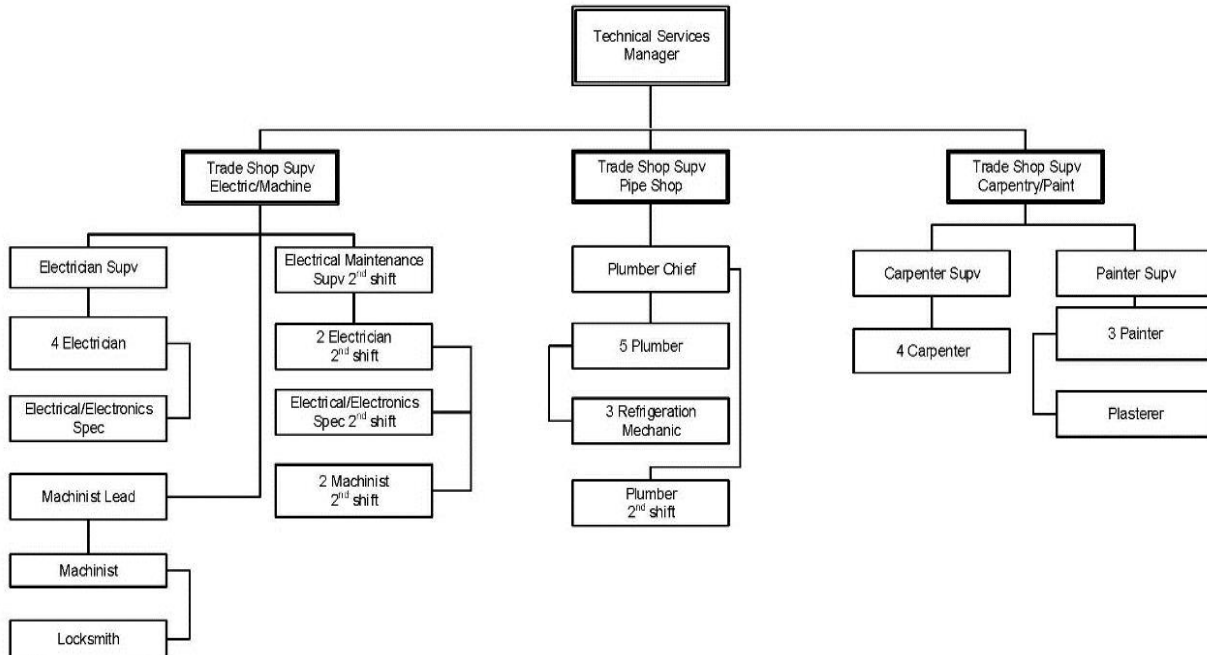 Technical Services
Manager
Trade Shop Supv
Electric/Machine
Trade Shop Supv
Pipe Shop
Trade Shop Supv
Carpentry/Paint
Electrician Supv
Electrical Maintenance
Supv 2nd shift
Plumber Chief
Carpenter Supv
Painter Supv
4 Electrician
2 Electrician
2nd shift
5 Plumber
4 Carpenter
3 Painter
Electrical/Electronics
Spec
Electrical/Electronics
Spec 2nd shift
3 Refrigeration
Mechanic
Plasterer
Machinist Lead
2 Machinist
2nd shift
Plumber
2nd shift
Machinist
Locksmith